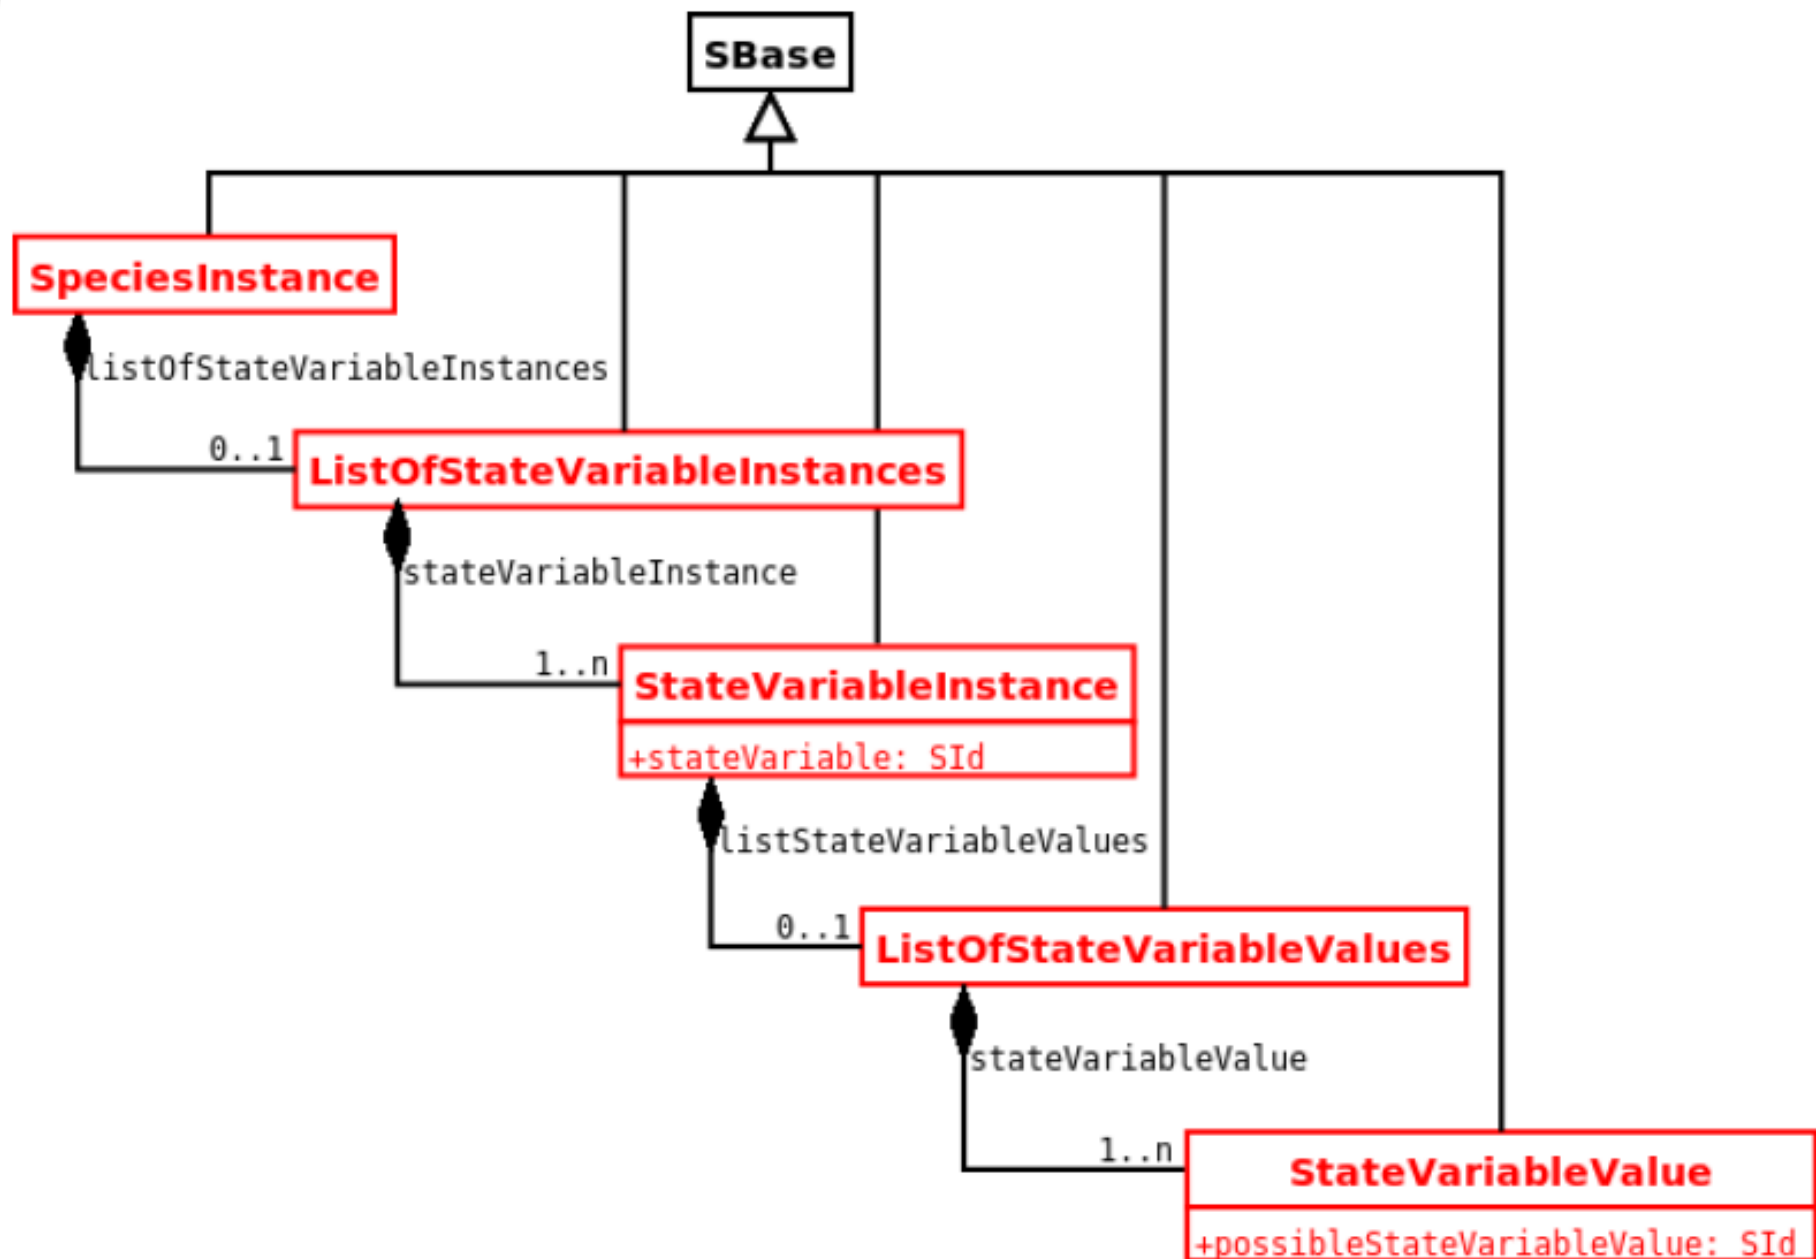 SBase
SpeciesInstance
listOfStateVariableInstances
0..1
ListOfStateVariableInstances
stateVariableInstance
1..n
StateVariableInstance
+stateVariable: SId
listStateVariableValues
0..1
ListOfStateVariableValues
stateVariableValue
1..n
StateVariableValue
+possibleStateVariableValue: SId